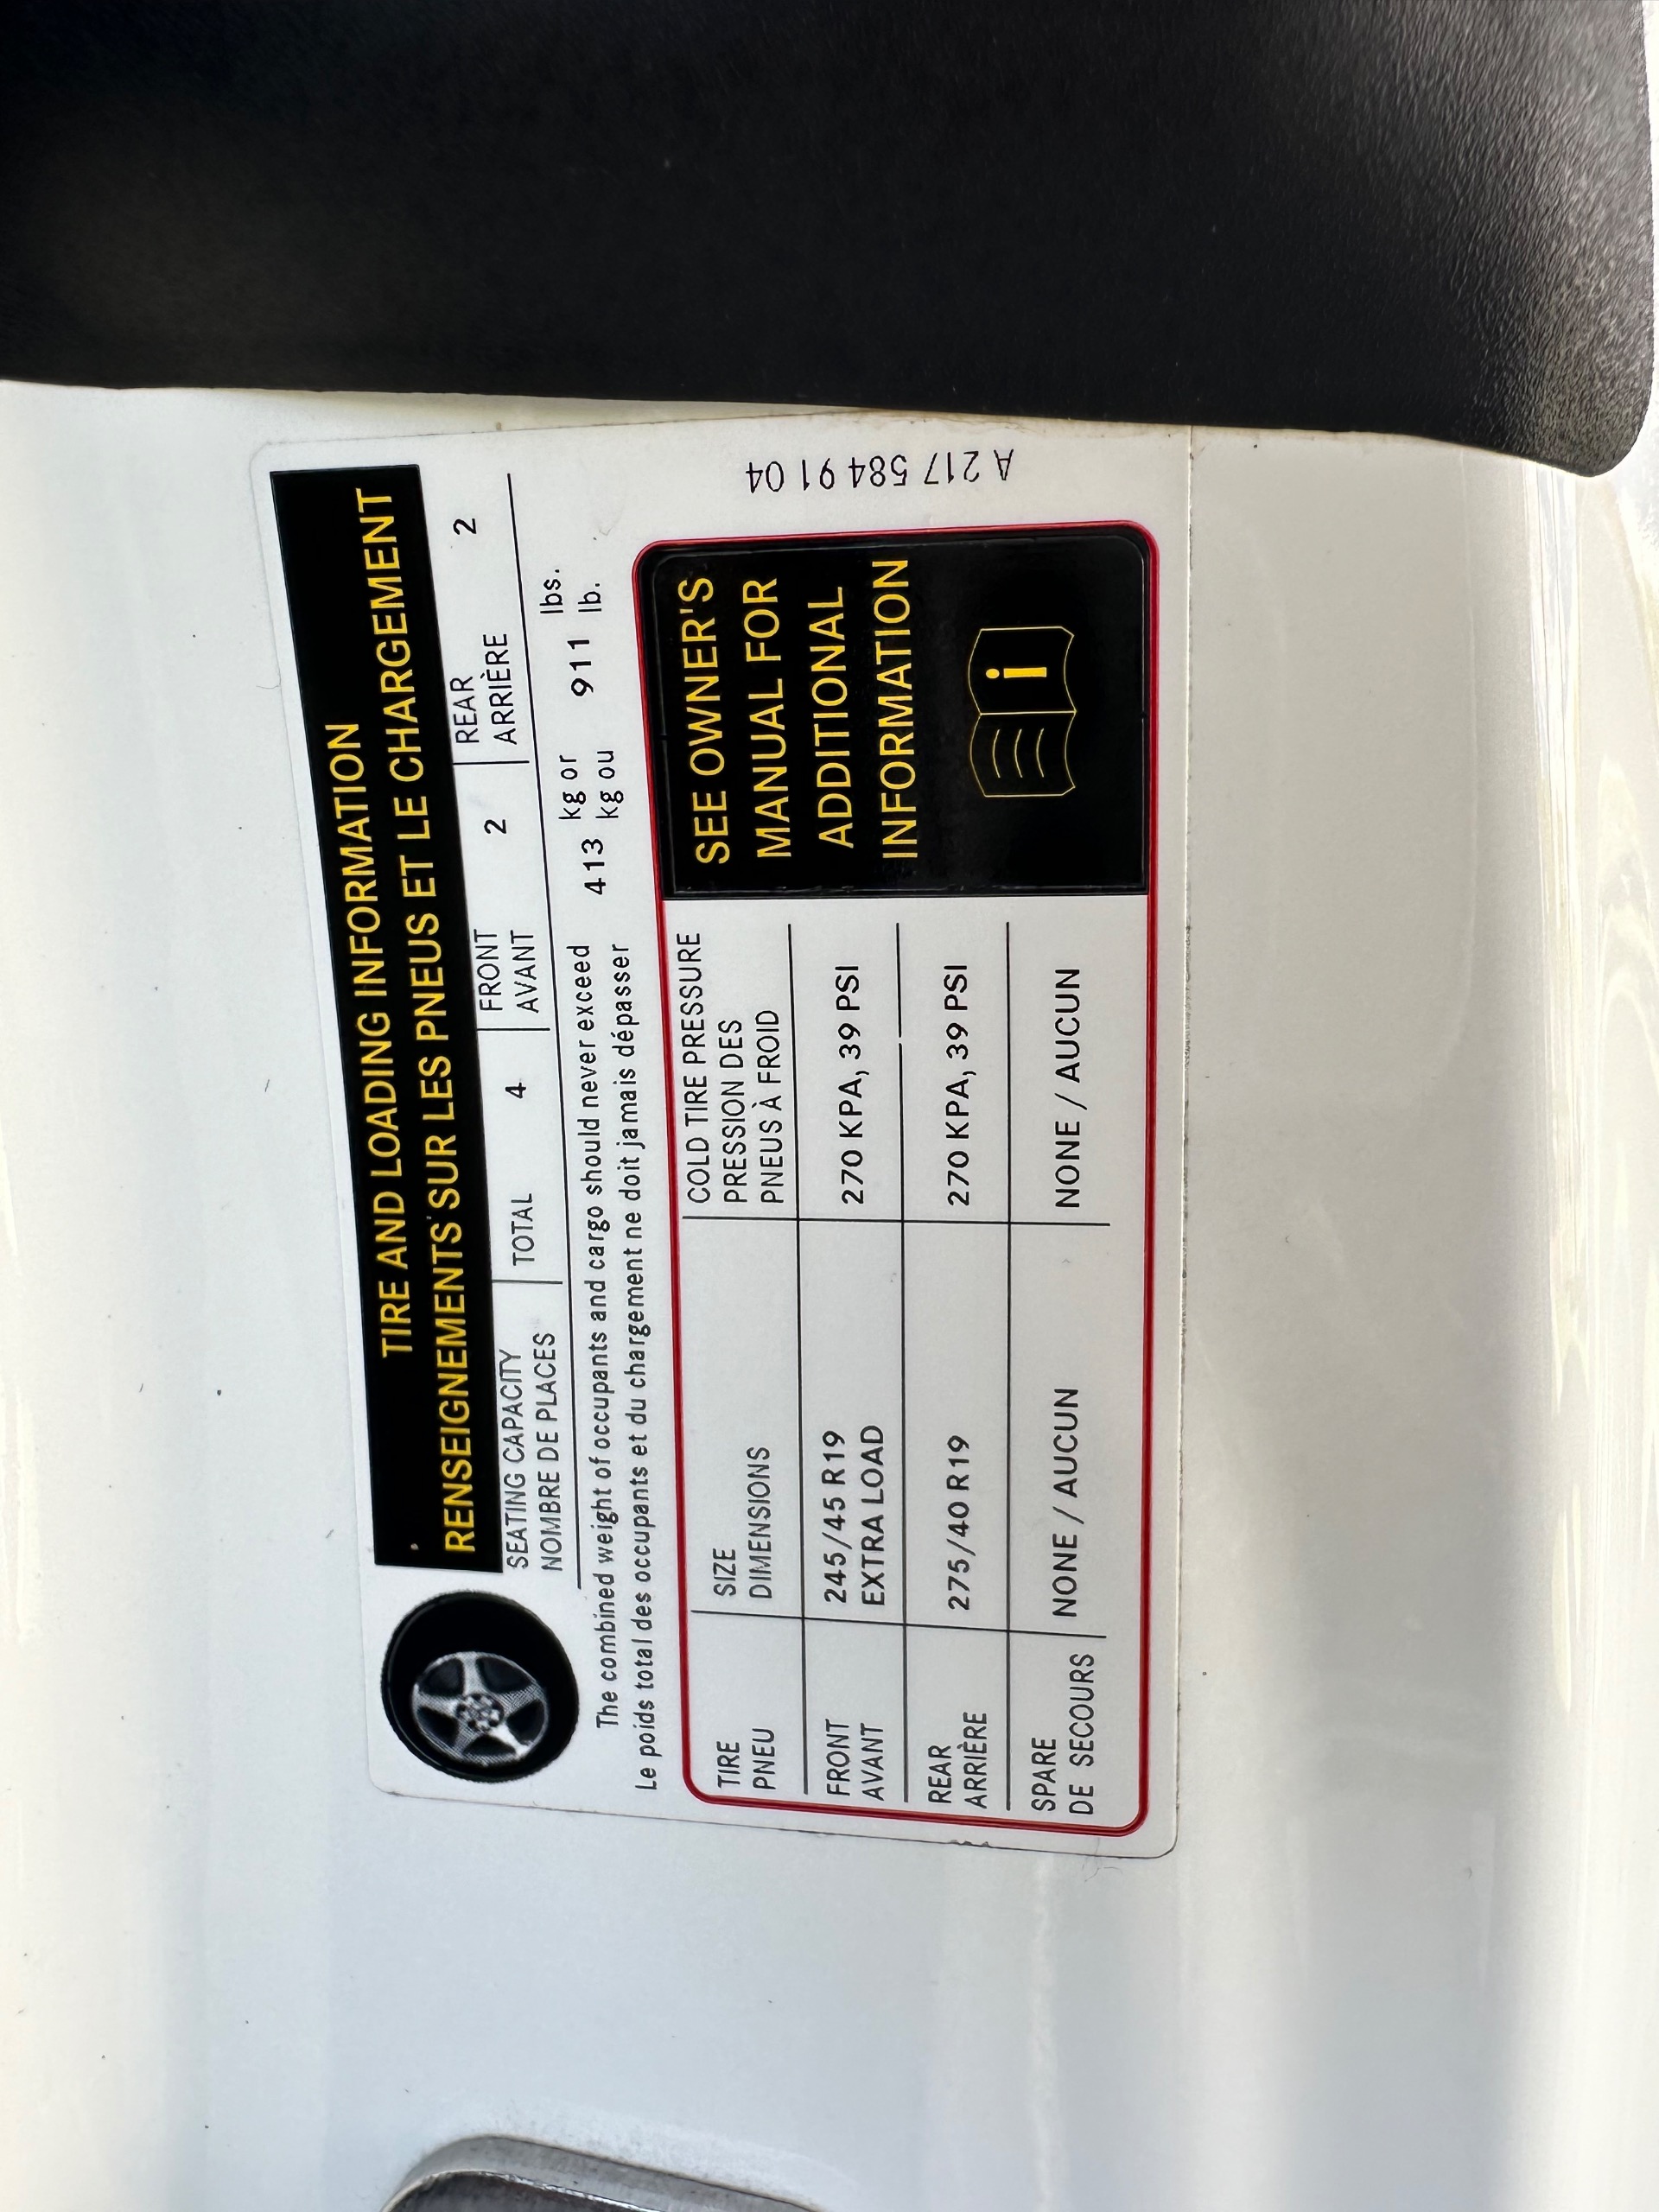 TIRE AND LOADING INFORMATION
RENSEIGNEMENTS SUR LES PNEUS ET LE CHARGEMENT
SEATING CAPACITY
NOMBRE DE PLACES
TOTAL 4
FRONT
AVANT
2
REAR
ARRIÈRE
2
The combined weight of occupants and cargo should never exceed 413 kg or 911 lbs.
Le poids total des occupants et du chargement ne doit jamais dépasser kg ou lb.
TIRE
PNEU
SIZE
DIMENSIONS
COLD TIRE PRESSURE
PRESSION DES
PNEUS À FROID
FRONT
AVANT
245/45 R19
EXTRA LOAD
270 KPA, 39 PSI
REAR
ARRIÈRE
275/40 R19
270 KPA, 39 PSI
SPARE
DE SECOURS
NONE / AUCUN
NONE / AUCUN
SEE OWNER'S
MANUAL FOR
ADDITIONAL
INFORMATION
i
A 217 584 91 04